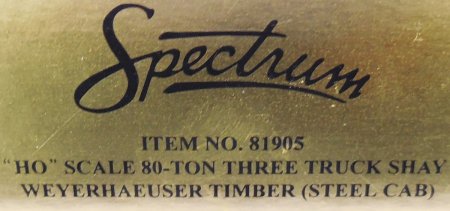 Spectrum
ITEM NO. 81905
"HO" SCALE 80-TON THREE TRUCK SHAY
WEYERHAEUSER TIMBER (STEEL CAB)